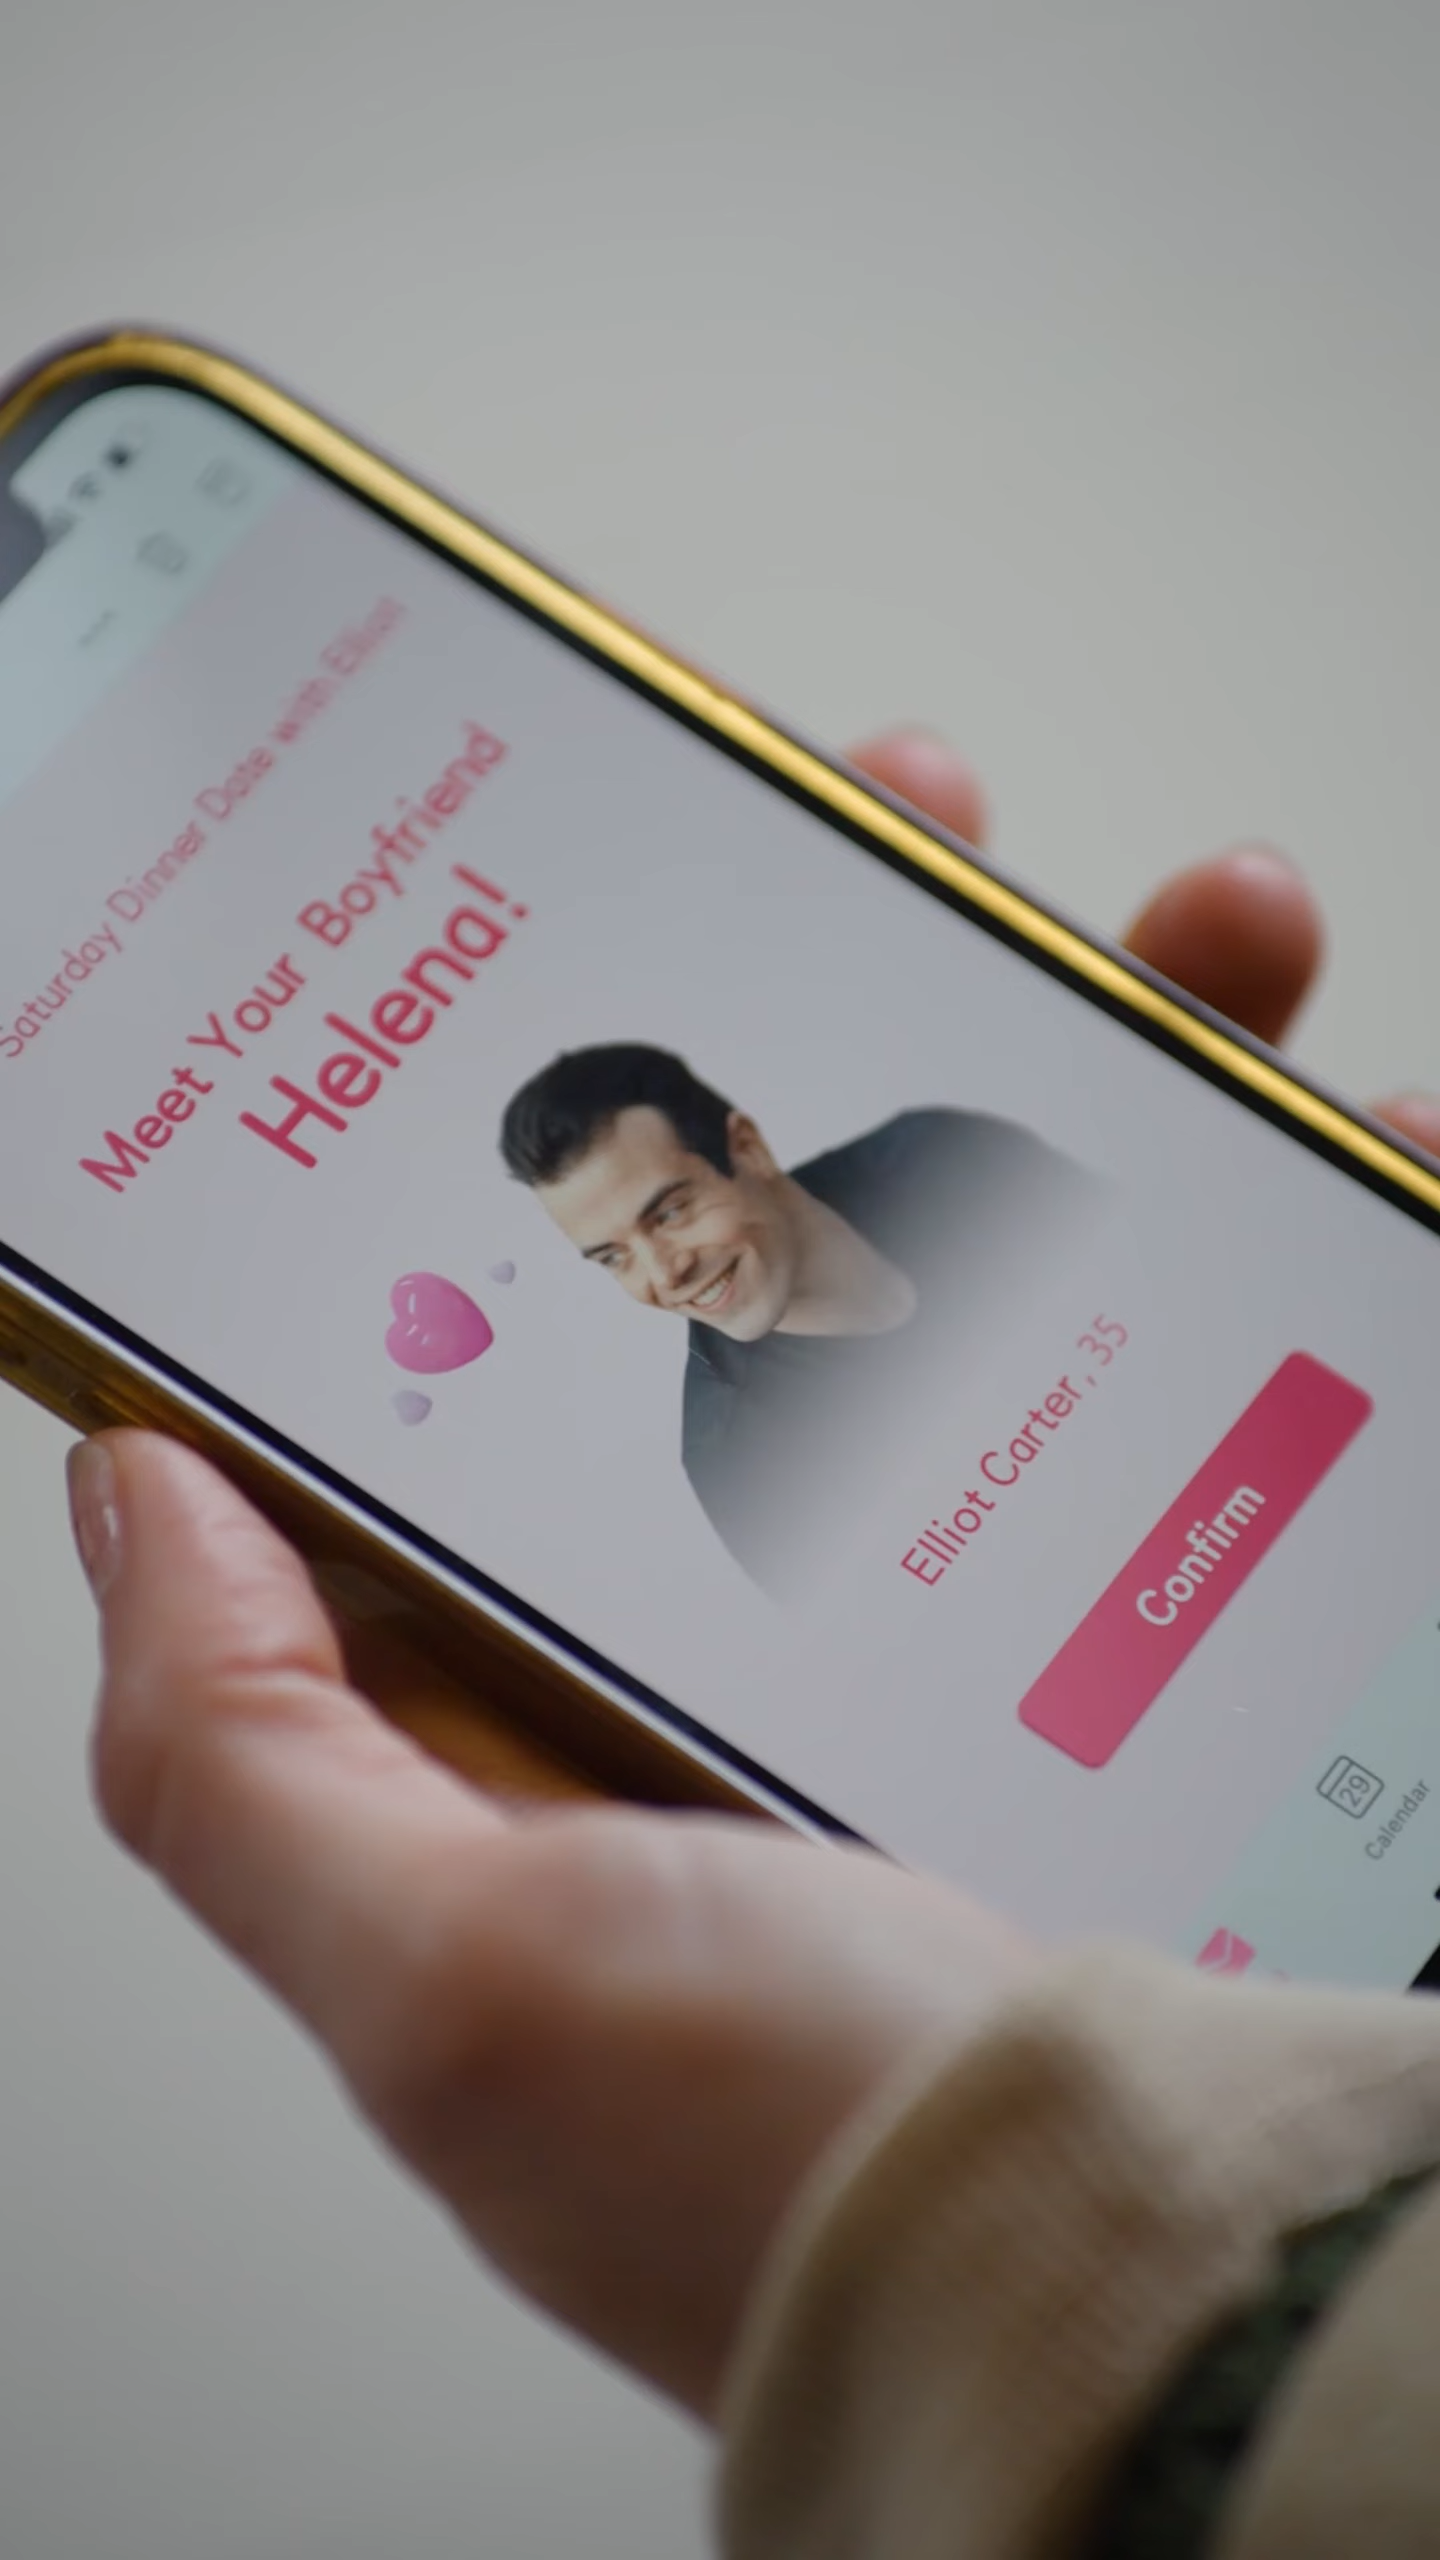 Saturday Dinner Date with Elliot
Meet Your Boyfriend
Helena!
Elliot Carter, 35
Confirm
29
Calendar